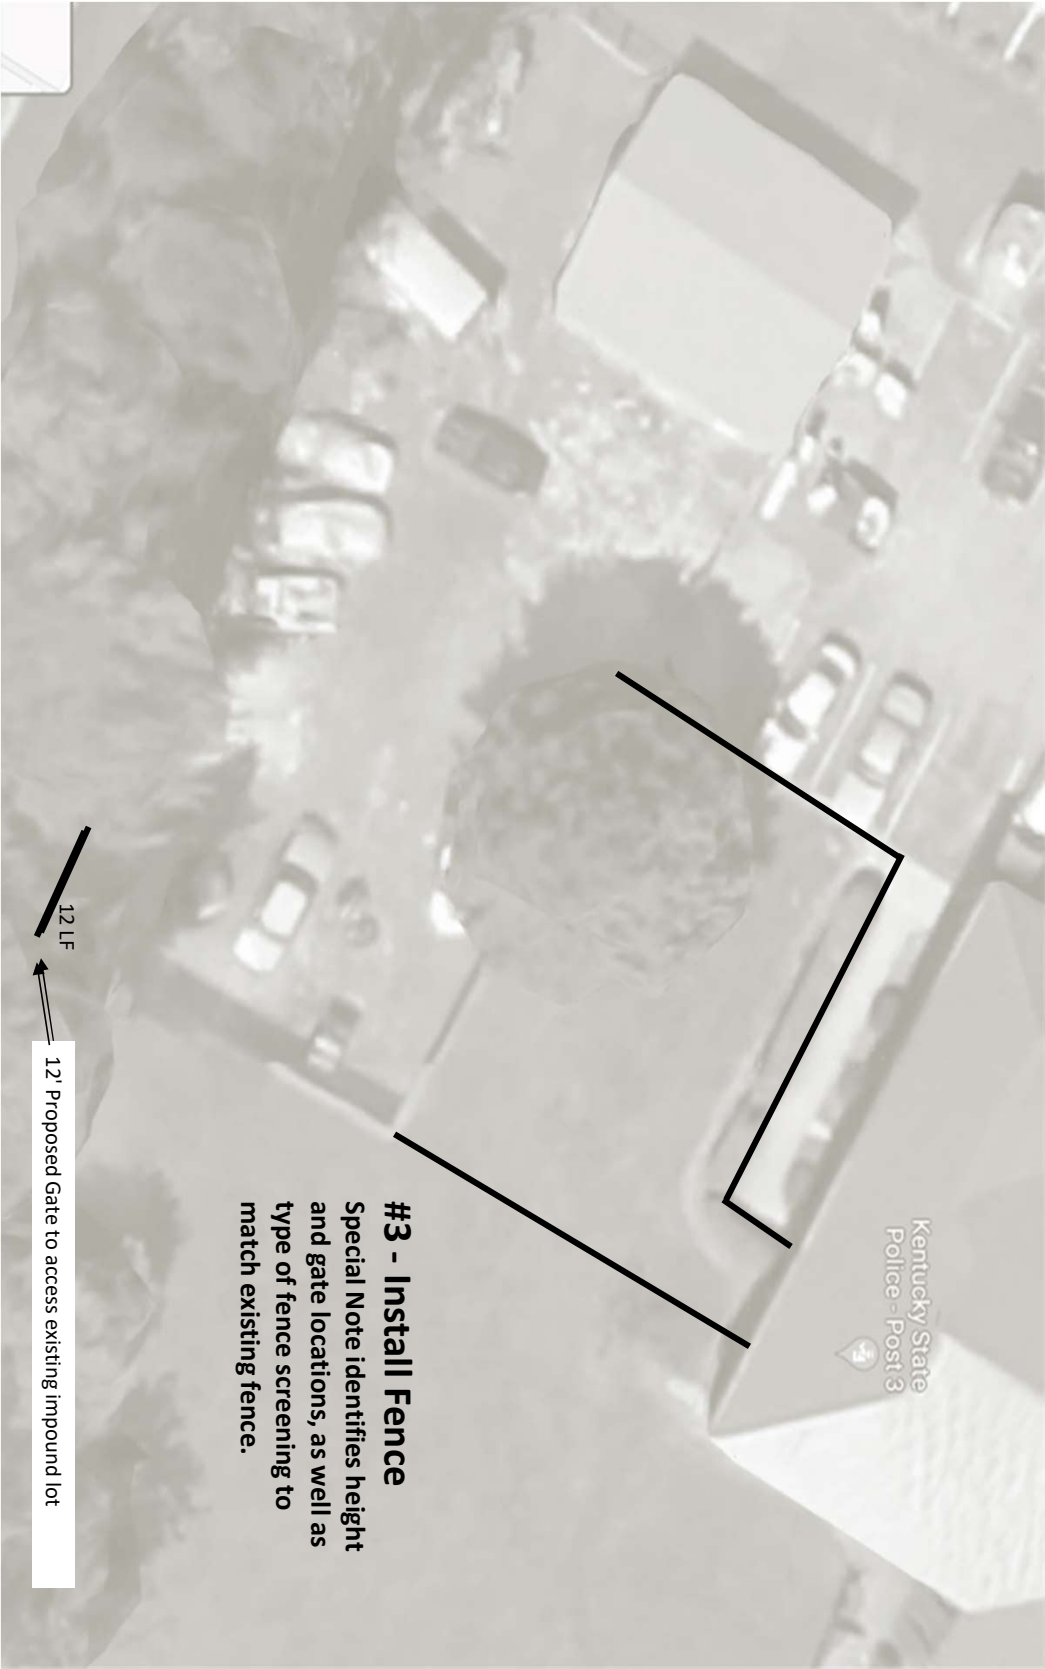 Kentucky State
Police - Post 3
#3 - Install Fence
Special Note identifies height
and gate locations, as well as
type of fence screening to
match existing fence.
12 LF
12' Proposed Gate to access existing impound lot